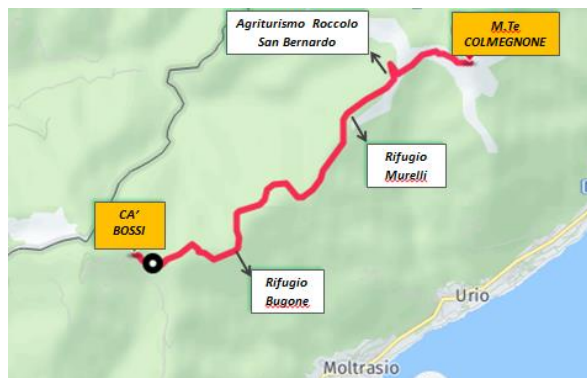 Agriturismo Roccolo
San Bernardo
M.Te
COLMEGNONE
Rifugio
Murelli
CA'
BOSSI
Rifugio
Bugone
Urio
Moltrasio